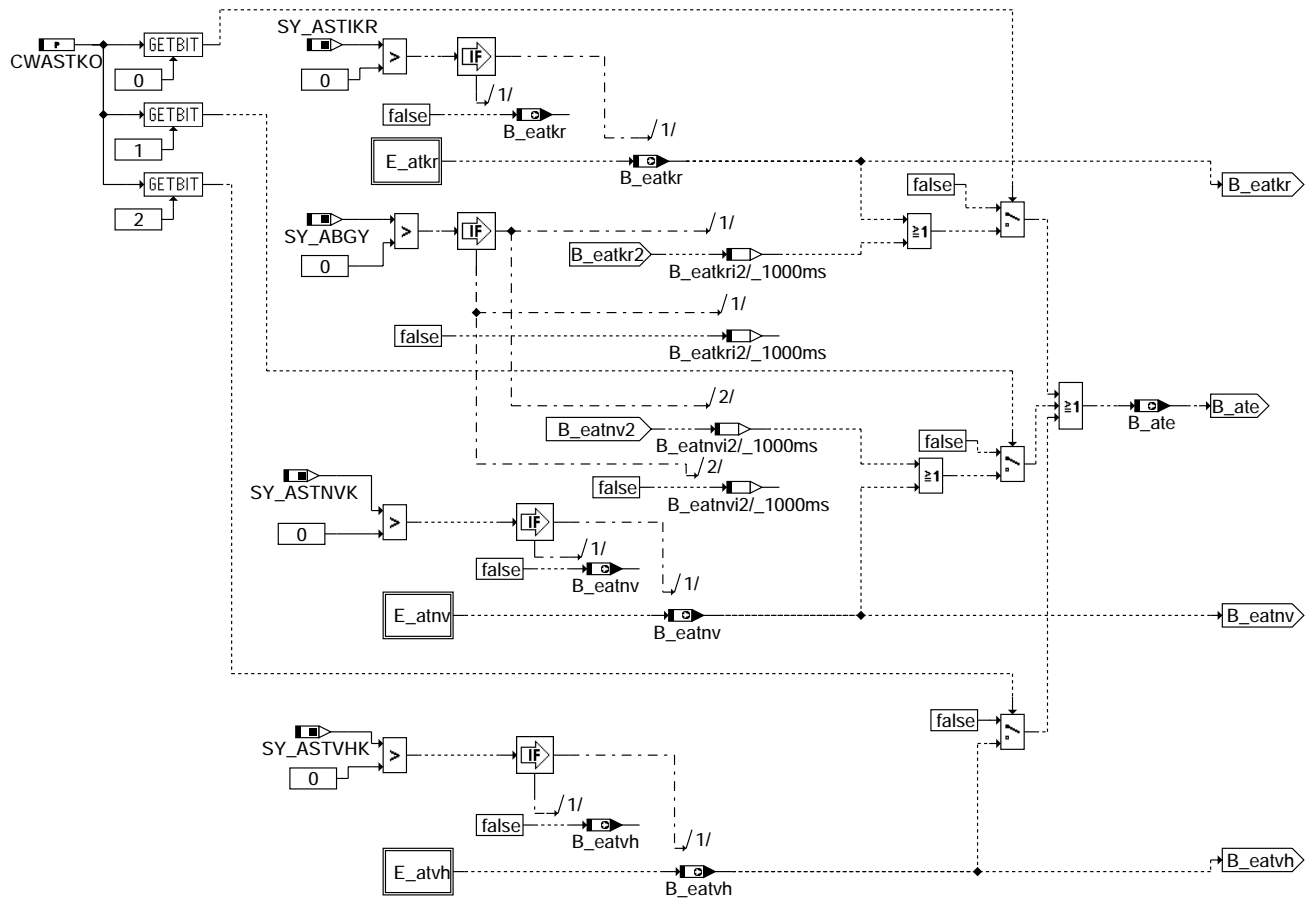 SY_ASTIKR
CWASTKO
GETBIT
0
>
0
IF
/1/
false
B_eatkr
/1/
GETBIT
1
E_atkr
B_eatkr
B_eatkr
GETBIT
2
false
SY_ABGY
>
0
IF
/1/
≥1
B_eatkr2
B_eatkri2/_1000ms
/1/
false
B_eatkri2/_1000ms
/2/
≥1
B_ate
B_ate
B_eatnv2
B_eatnvi2/_1000ms
false
/2/
≥1
SY_ASTNVK
false
B_eatnvi2/_1000ms
>
0
IF
/1/
false
B_eatnv
/1/
E_atnv
B_eatnv
B_eatnv
false
SY_ASTVHK
>
0
IF
/1/
false
B_eatvh
/1/
E_atvh
B_eatvh
B_eatvh